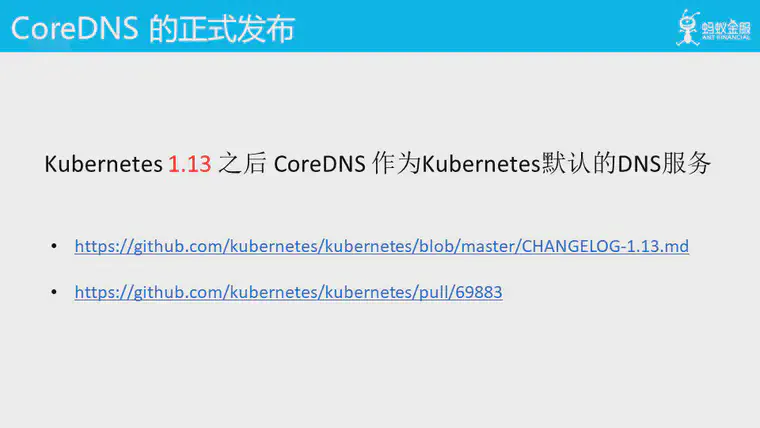 CoreDNS 的正式发布
蚂蚁金服
ANT FINANCIAL
Kubernetes 1.13 之后 CoreDNS 作为Kubernetes默认的DNS服务
• https://github.com/kubernetes/kubernetes/blob/master/CHANGELOG-1.13.md
• https://github.com/kubernetes/kubernetes/pull/69883